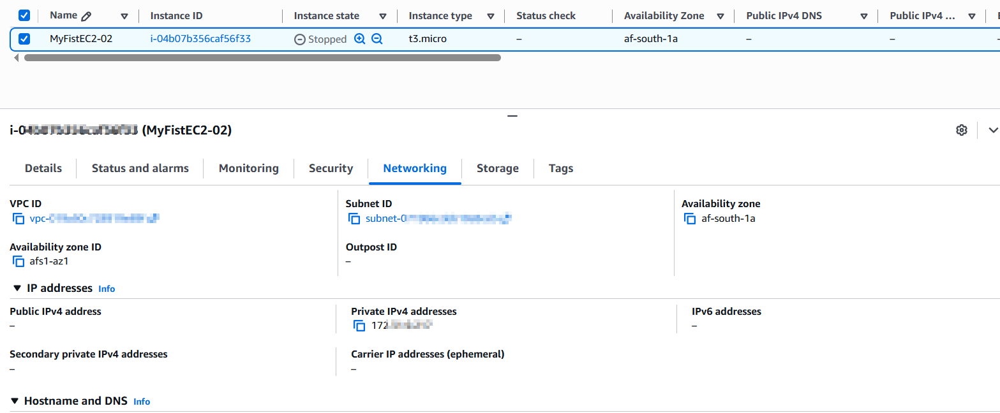 Name Instance ID Instance state Instance type Status check Availability Zone Public IPv4 DNS Public IPv4 ...
MyFistEC2-02 i-04b07b356caf56f33 Stopped t3.micro – af-south-1a – – –
i-0 (MyFistEC2-02)
Details Status and alarms Monitoring Security Networking Storage Tags
VPC ID Subnet ID Availability zone
vpc- subnet-0 af-south-1a
Availability zone ID Outpost ID
afs1-az1 –
IP addresses Info
Public IPv4 address Private IPv4 addresses IPv6 addresses
– 172 –
Secondary private IPv4 addresses Carrier IP addresses (ephemeral)
– –
Hostname and DNS Info